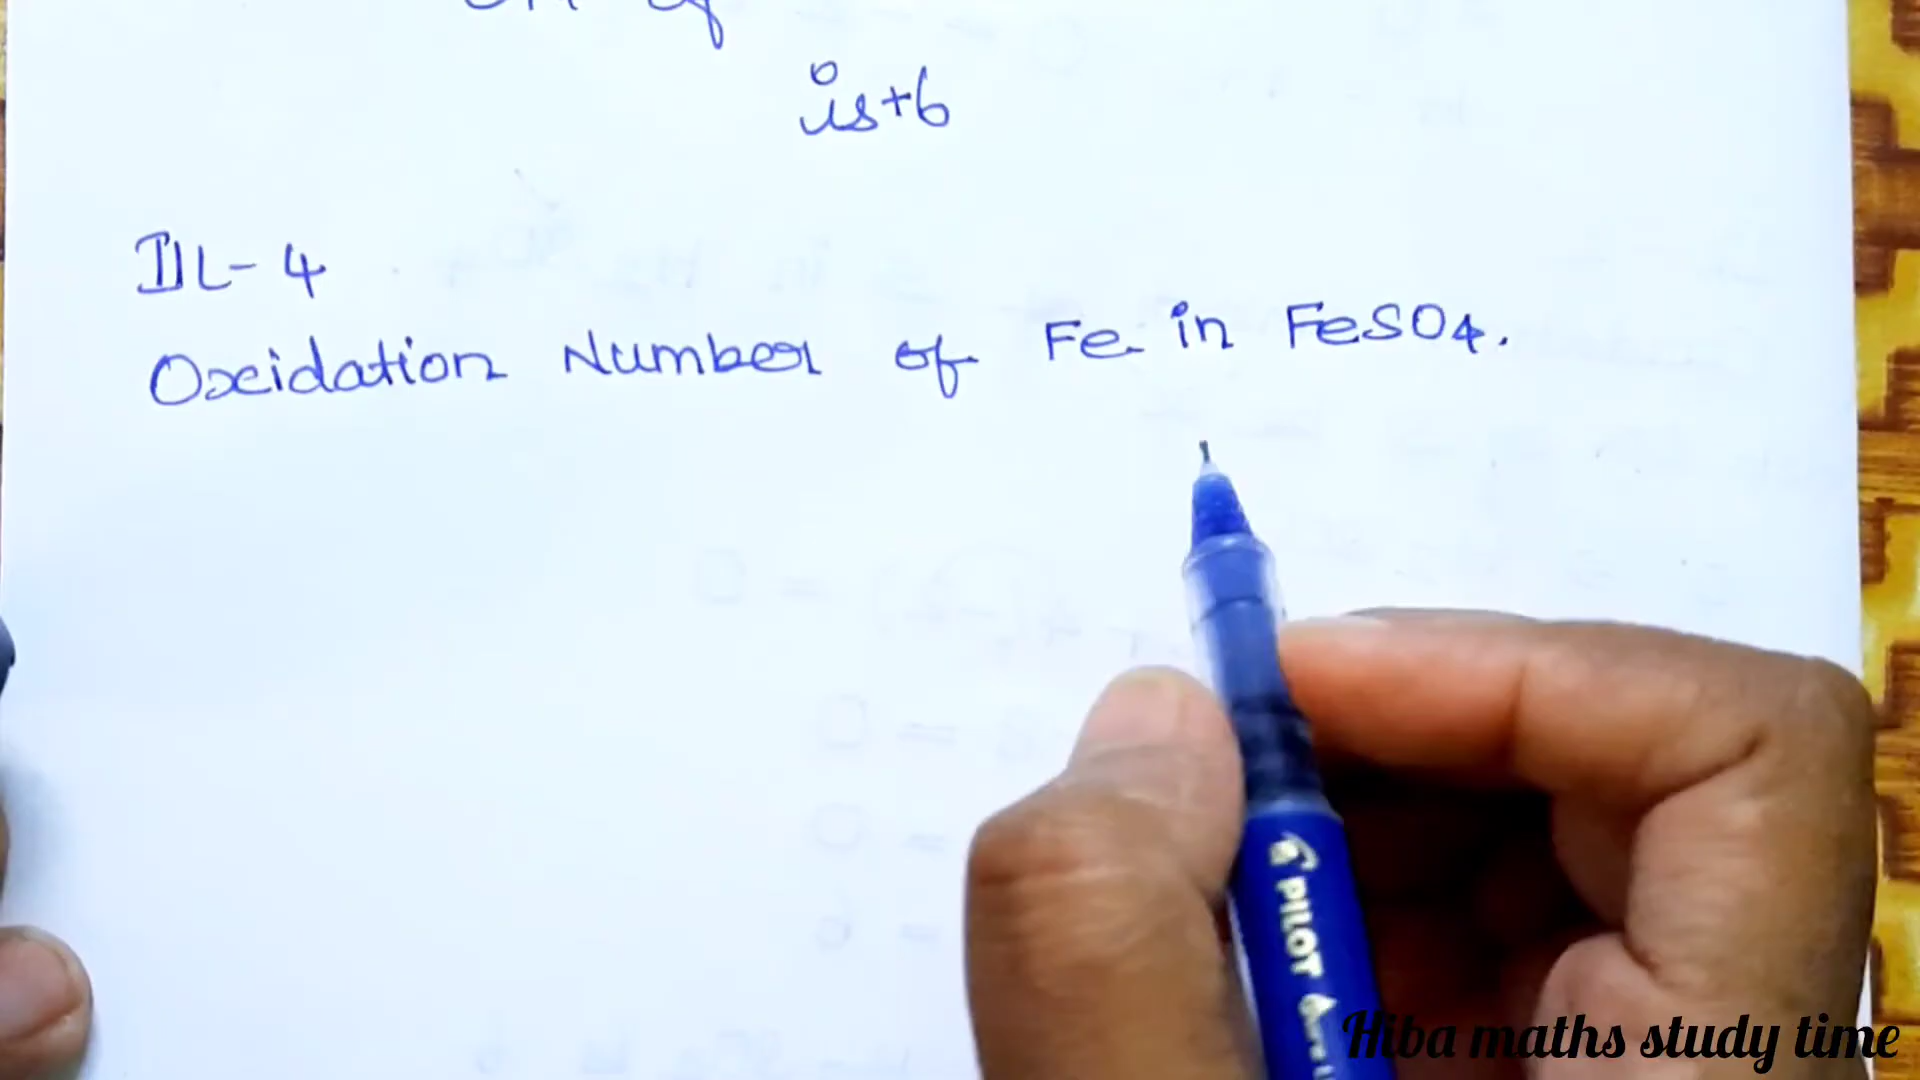 is +6
III - 4
Oxidation Number of Fe in FeSO4.
PILOT
Hiba maths study time